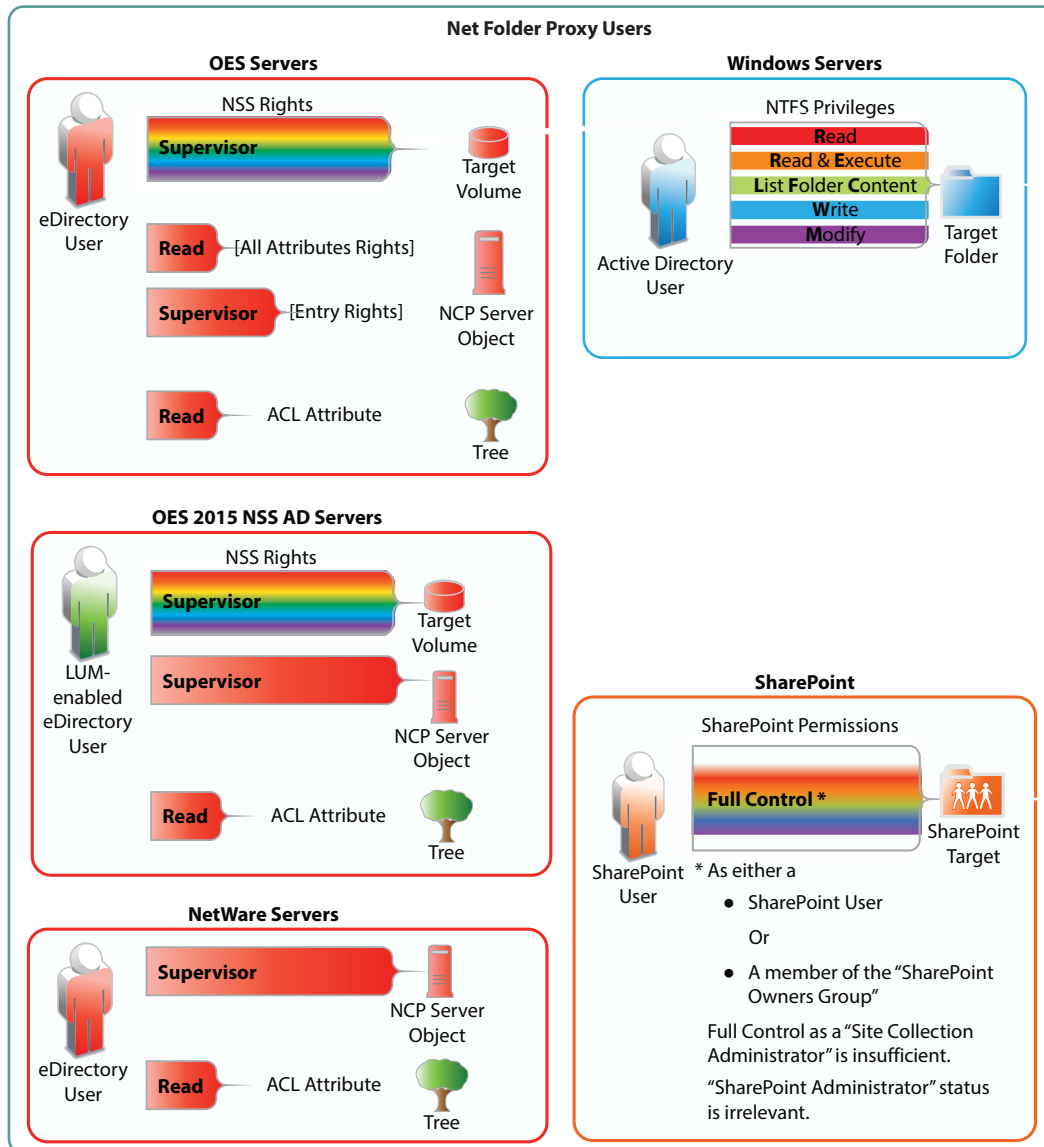 Net Folder Proxy Users
OES Servers
NSS Rights
Supervisor
Target
Volume
eDirectory
User
Read
[All Attributes Rights]
Supervisor
[Entry Rights]
NCP Server
Object
Read
ACL Attribute
Tree
Windows Servers
NTFS Privileges
Read
Read & Execute
List Folder Content
Write
Modify
Active Directory
User
Target
Folder
OES 2015 NSS AD Servers
NSS Rights
Supervisor
Target
Volume
LUM-
enabled
eDirectory
User
Supervisor
NCP Server
Object
Read
ACL Attribute
Tree
SharePoint
SharePoint Permissions
Full Control *
SharePoint
User
SharePoint
Target
* As either a
● SharePoint User
Or
● A member of the “SharePoint
Owners Group”
Full Control as a “Site Collection
Administrator” is insufficient.
“SharePoint Administrator” status
is irrelevant.
NetWare Servers
Supervisor
NCP Server
Object
eDirectory
User
Read
ACL Attribute
Tree